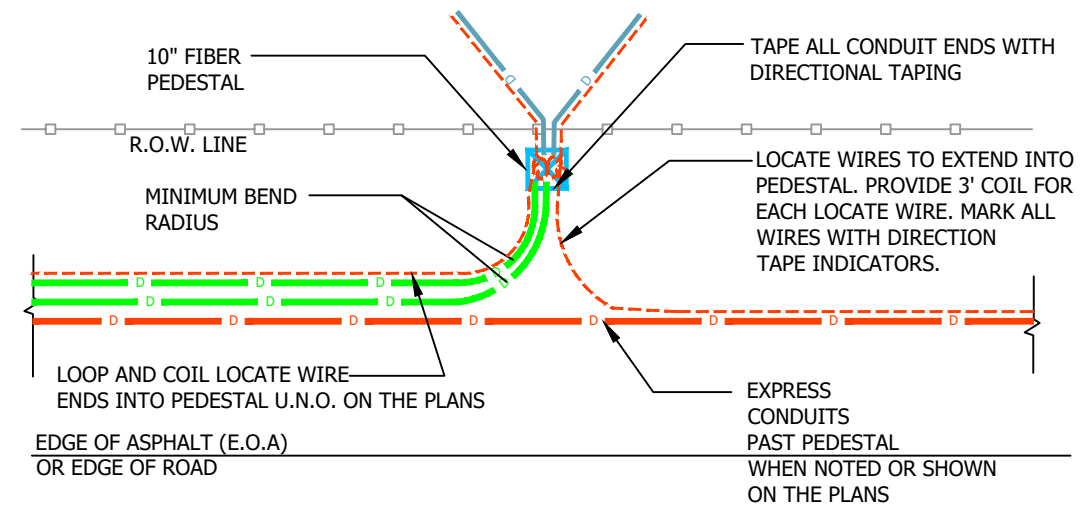 10" FIBER
PEDESTAL
TAPE ALL CONDUIT ENDS WITH
DIRECTIONAL TAPING
D
D
R.O.W. LINE
LOCATE WIRES TO EXTEND INTO
PEDESTAL. PROVIDE 3' COIL FOR
EACH LOCATE WIRE. MARK ALL
WIRES WITH DIRECTION
TAPE INDICATORS.
MINIMUM BEND
RADIUS
D D D D
D D D
D D D D D D D D
LOOP AND COIL LOCATE WIRE
ENDS INTO PEDESTAL U.N.O. ON THE PLANS
EXPRESS
CONDUITS
PAST PEDESTAL
WHEN NOTED OR SHOWN
ON THE PLANS
EDGE OF ASPHALT (E.O.A)
OR EDGE OF ROAD